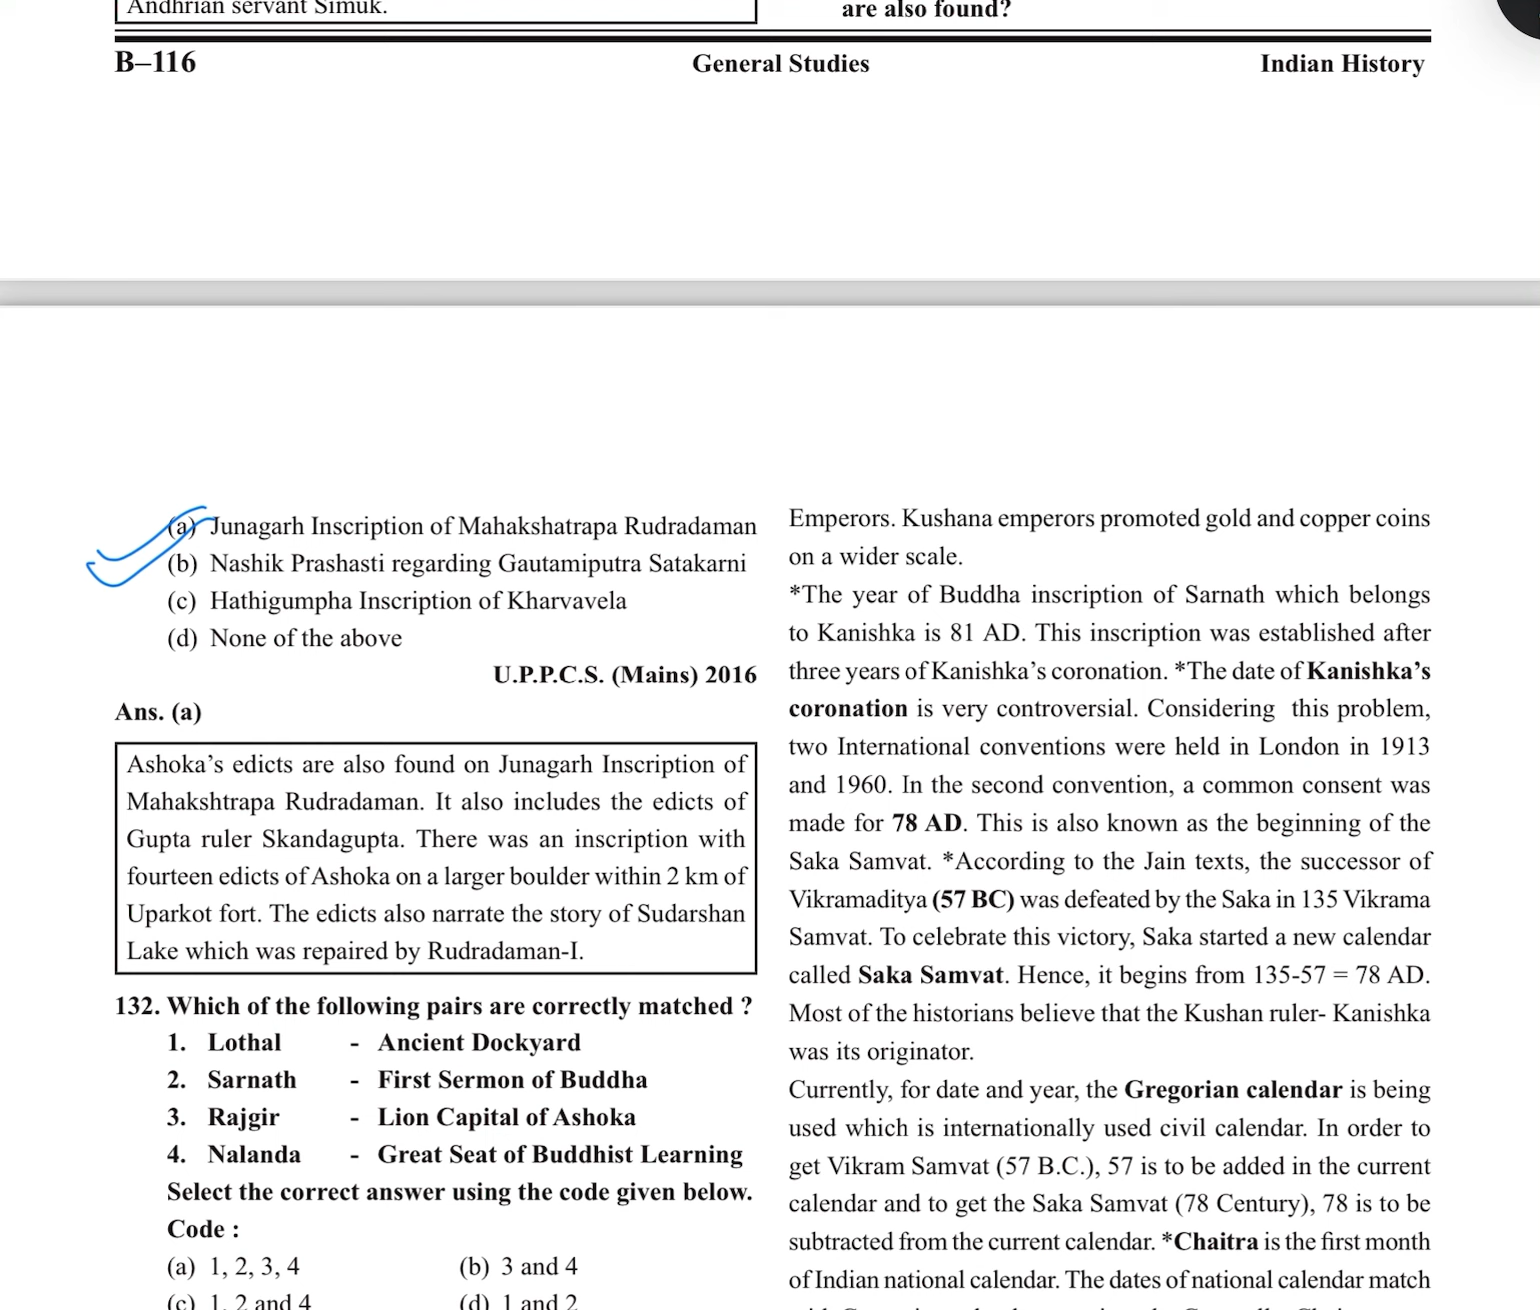 Andhrian servant Simuk.
are also found?
B–116 General Studies Indian History
(a) Junagarh Inscription of Mahakshatrapa Rudradaman
(b) Nashik Prashasti regarding Gautamiputra Satakarni
(c) Hathigumpha Inscription of Kharvavela
(d) None of the above
U.P.P.C.S. (Mains) 2016
Ans. (a)
Ashoka’s edicts are also found on Junagarh Inscription of
Mahakshtrapa Rudradaman. It also includes the edicts of
Gupta ruler Skandagupta. There was an inscription with
fourteen edicts of Ashoka on a larger boulder within 2 km of
Uparkot fort. The edicts also narrate the story of Sudarshan
Lake which was repaired by Rudradaman-I.
132. Which of the following pairs are correctly matched ?
1. Lothal - Ancient Dockyard
2. Sarnath - First Sermon of Buddha
3. Rajgir - Lion Capital of Ashoka
4. Nalanda - Great Seat of Buddhist Learning
Select the correct answer using the code given below.
Code :
(a) 1, 2, 3, 4 (b) 3 and 4
(c) 1, 2 and 4 (d) 1 and 2
Emperors. Kushana emperors promoted gold and copper coins
on a wider scale.
*The year of Buddha inscription of Sarnath which belongs
to Kanishka is 81 AD. This inscription was established after
three years of Kanishka’s coronation. *The date of Kanishka’s
coronation is very controversial. Considering this problem,
two International conventions were held in London in 1913
and 1960. In the second convention, a common consent was
made for 78 AD. This is also known as the beginning of the
Saka Samvat. *According to the Jain texts, the successor of
Vikramaditya (57 BC) was defeated by the Saka in 135 Vikrama
Samvat. To celebrate this victory, Saka started a new calendar
called Saka Samvat. Hence, it begins from 135-57 = 78 AD.
Most of the historians believe that the Kushan ruler- Kanishka
was its originator.
Currently, for date and year, the Gregorian calendar is being
used which is internationally used civil calendar. In order to
get Vikram Samvat (57 B.C.), 57 is to be added in the current
calendar and to get the Saka Samvat (78 Century), 78 is to be
subtracted from the current calendar. *Chaitra is the first month
of Indian national calendar. The dates of national calendar match